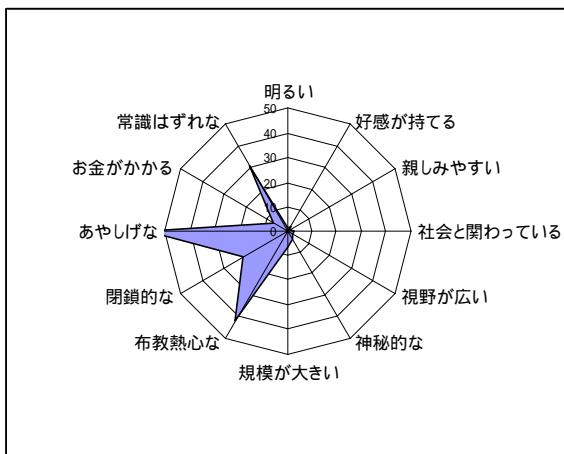 明るい
好感が持てる
親しみやすい
社会と関わっている
視野が広い
神秘的な
規模が大きい
布教熱心な
閉鎖的な
あやしげな
お金がかかる
常識はずれな
50
40
30
20
10
0